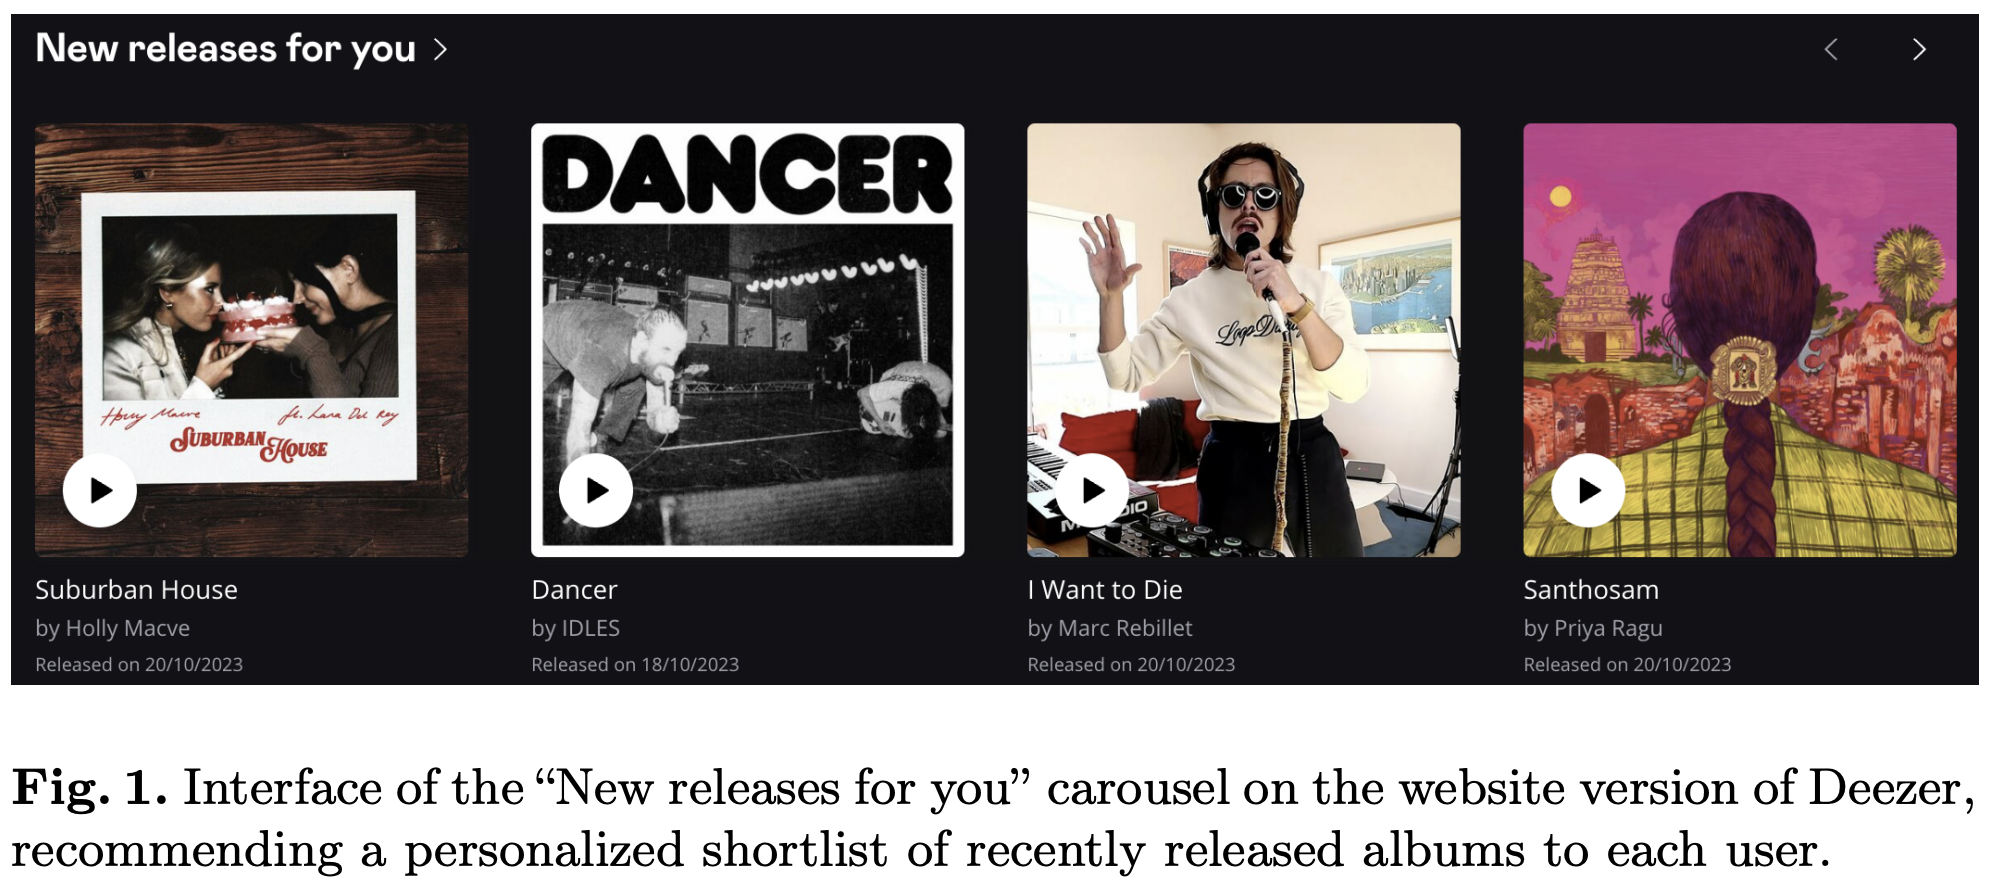 New releases for you
DANCER
Holly Macve
ft. Lana Del Rey
SUBURBAN
HOUSE
Suburban House
by Holly Macve
Released on 20/10/2023
Dancer
by IDLES
Released on 18/10/2023
I Want to Die
by Marc Rebillet
Released on 20/10/2023
Santhosam
by Priya Ragu
Released on 20/10/2023
Fig. 1. Interface of the “New releases for you” carousel on the website version of Deezer,
recommending a personalized shortlist of recently released albums to each user.